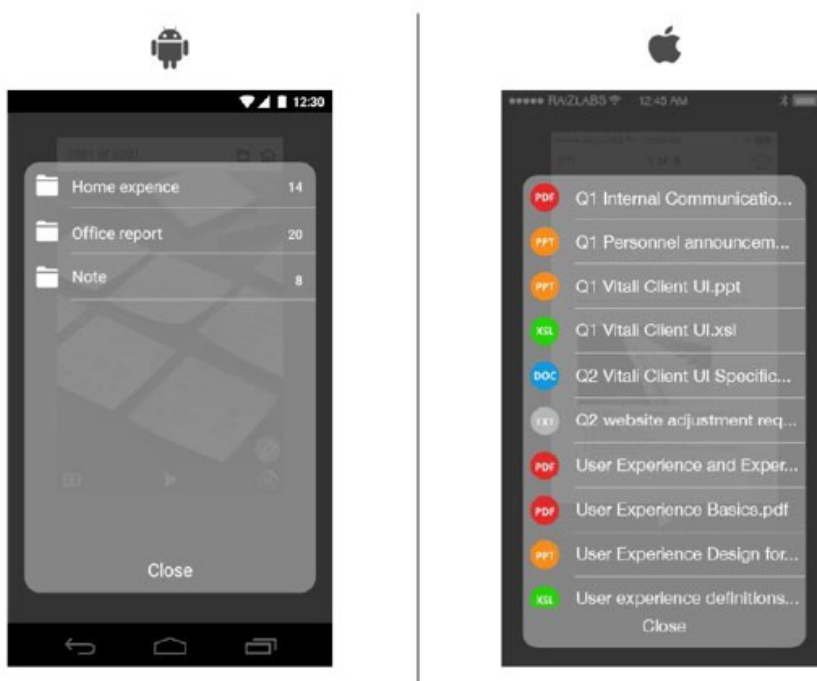 12:30
Home expence 14
Office report 20
Note 8
Close
RAIZLABS 12:45 AM
PDF Q1 Internal Communicatio...
PPT Q1 Personnel announcem...
PPT Q1 Vitali Client UI.ppt
XSL Q1 Vitali Client UI.xsl
DOC Q2 Vitali Client UI Specific...
TXT Q2 website adjustment req...
PDF User Experience and Exper...
PDF User Experience Basics.pdf
PPT User Experience Design for...
XSL User experience definitions...
Close